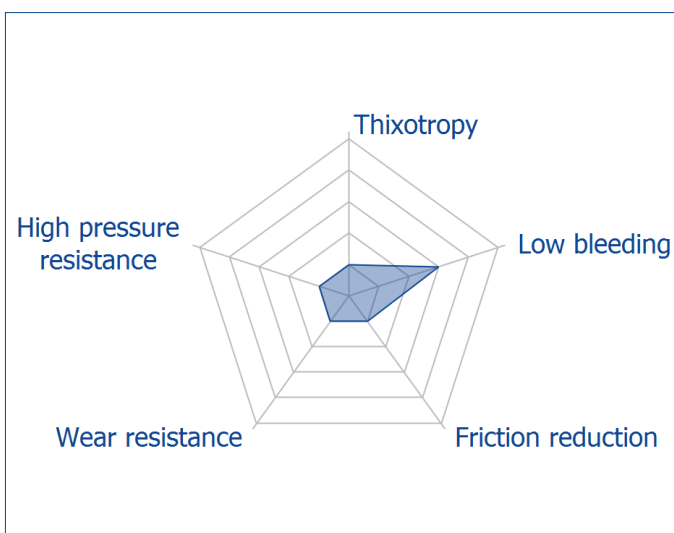 Thixotropy
High pressure
resistance
Low bleeding
Wear resistance
Friction reduction